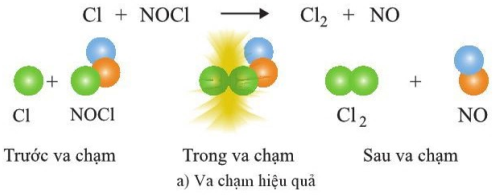 Cl + NOCl ⟶ Cl₂ + NO
+ +
Cl NOCl Cl₂ NO
Trước va chạm Trong va chạm Sau va chạm
a) Va chạm hiệu quả